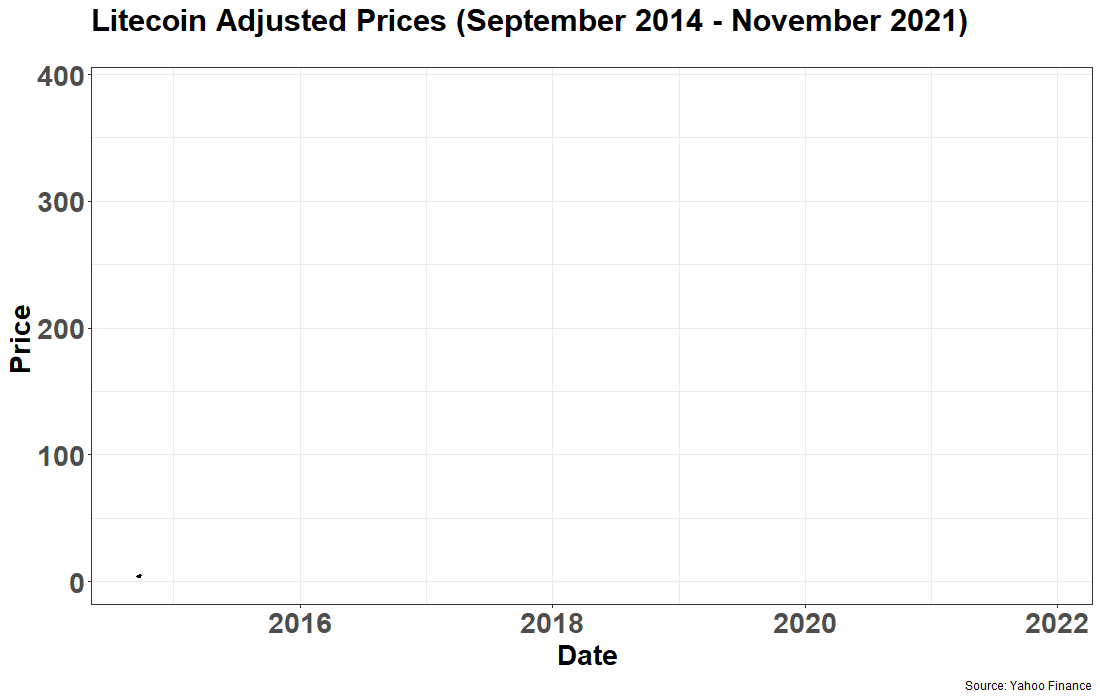 Litecoin Adjusted Prices (September 2014 - November 2021)
400
300
200
100
0
Price
2016 2018 2020 2022
Date
Source: Yahoo Finance